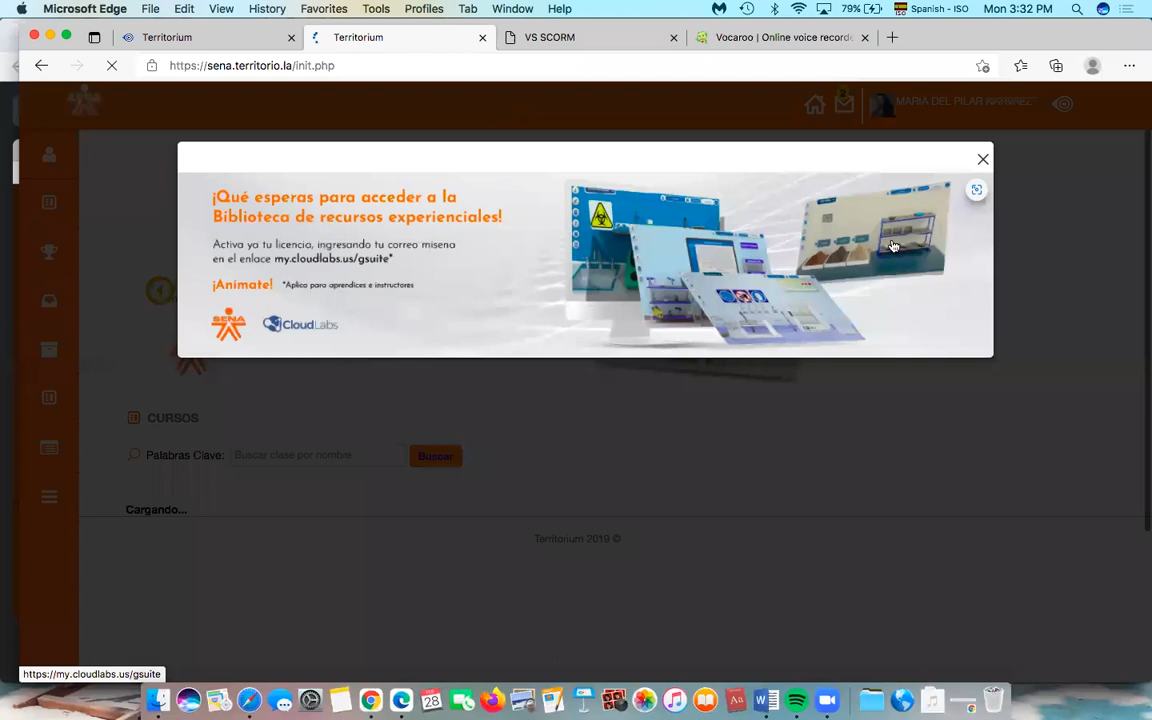 Microsoft Edge File Edit View History Favorites Tools Profiles Tab Window Help 79% Spanish - ISO Mon 3:32 PM
Territorium Territorium VS SCORM Vocaroo | Online voice recorde
https://sena.territorio.la/init.php
MARIA DEL PILAR
¡Qué esperas para acceder a la
Biblioteca de recursos experienciales!
Activa ya tu licencia, ingresando tu correo misena
en el enlace my.cloudlabs.us/gsuite*
¡Anímate! *Aplica para aprendices e instructores
SENA CloudLabs
CURSOS
Palabras Clave: Buscar clase por nombre Buscar
Cargando...
Territorium 2019 ©
https://my.cloudlabs.us/gsuite
28